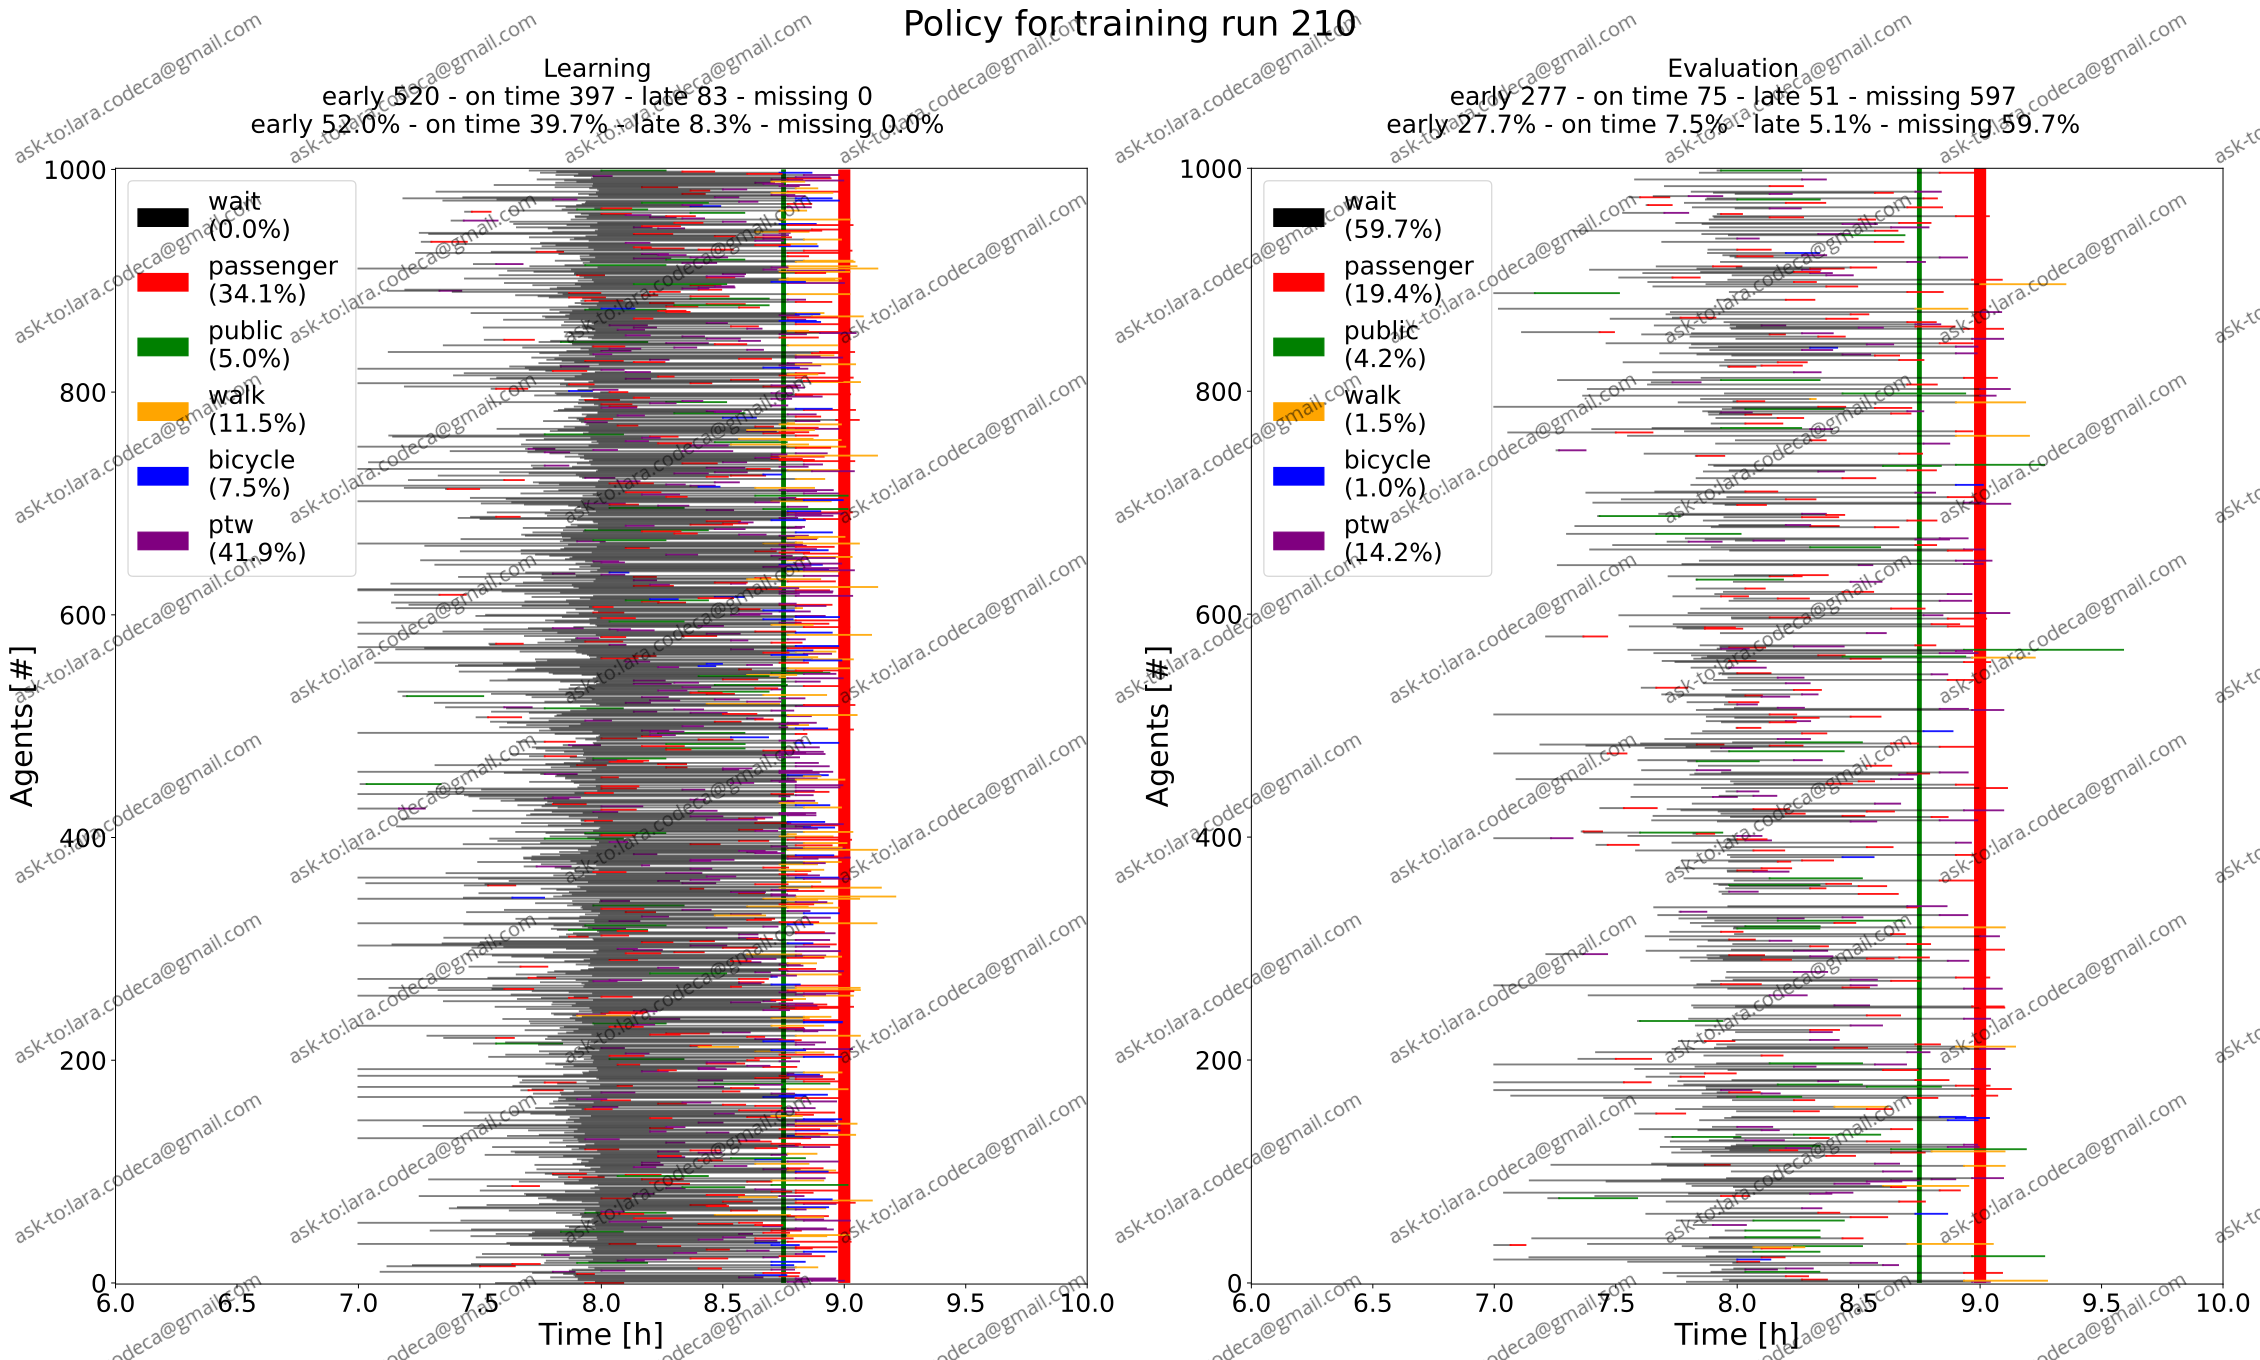 Policy for training run 210
Learning
early 520 - on time 397 - late 83 - missing 0
early 52.0% - on time 39.7% - late 8.3% - missing 0.0%
1000
800
600
400
200
0
Agents [#]
wait
(0.0%)
passenger
(34.1%)
public
(5.0%)
walk
(11.5%)
bicycle
(7.5%)
ptw
(41.9%)
6.0 6.5 7.0 7.5 8.0 8.5 9.0 9.5 10.0
Time [h]
Evaluation
early 277 - on time 75 - late 51 - missing 597
early 27.7% - on time 7.5% - late 5.1% - missing 59.7%
1000
800
600
400
200
0
Agents [#]
wait
(59.7%)
passenger
(19.4%)
public
(4.2%)
walk
(1.5%)
bicycle
(1.0%)
ptw
(14.2%)
6.0 6.5 7.0 7.5 8.0 8.5 9.0 9.5 10.0
Time [h]
ask-to:lara.codeca@gmail.com